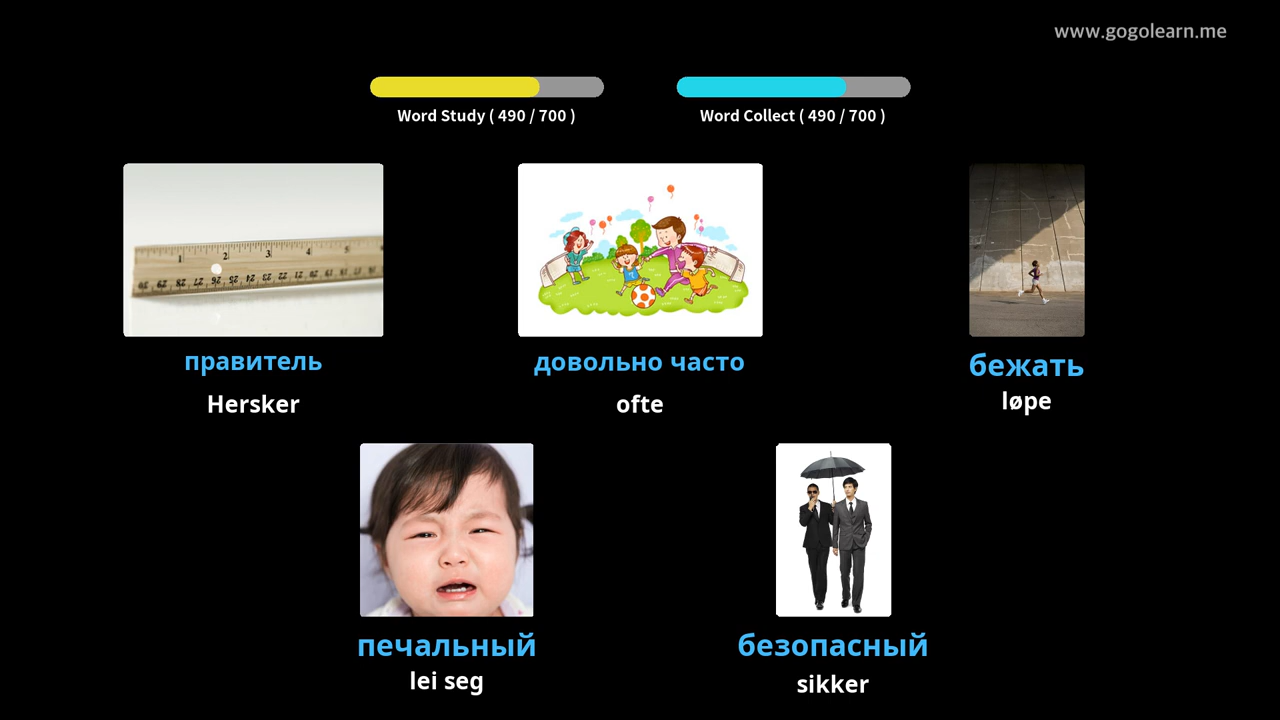 www.gogolearn.me
Word Study ( 490 / 700 )
Word Collect ( 490 / 700 )
правитель
довольно часто
бежать
Hersker
ofte
løpe
печальный
безопасный
lei seg
sikker